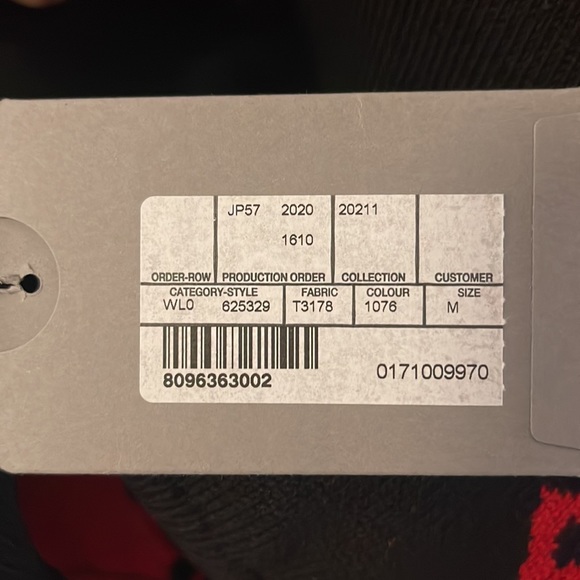 JP57 2020 20211
1610
ORDER-ROW PRODUCTION ORDER COLLECTION CUSTOMER
CATEGORY-STYLE FABRIC COLOUR SIZE
WL0 625329 T3178 1076 M
8096363002 0171009970